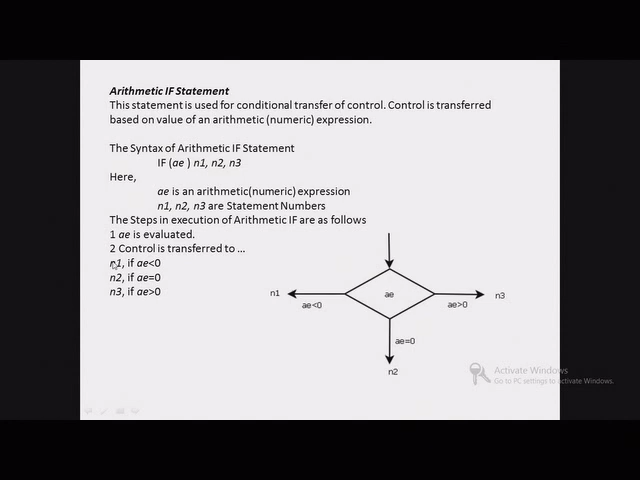 Arithmetic IF Statement
This statement is used for conditional transfer of control. Control is transferred
based on value of an arithmetic (numeric) expression.
The Syntax of Arithmetic IF Statement
IF (ae ) n1, n2, n3
Here,
ae is an arithmetic(numeric) expression
n1, n2, n3 are Statement Numbers
The Steps in execution of Arithmetic IF are as follows
1 ae is evaluated.
2 Control is transferred to ...
n1, if ae<0
n2, if ae=0
n3, if ae>0
n1
ae<0
ae
ae>0
n3
ae=0
n2
Activate Windows
Go to PC settings to activate Windows.